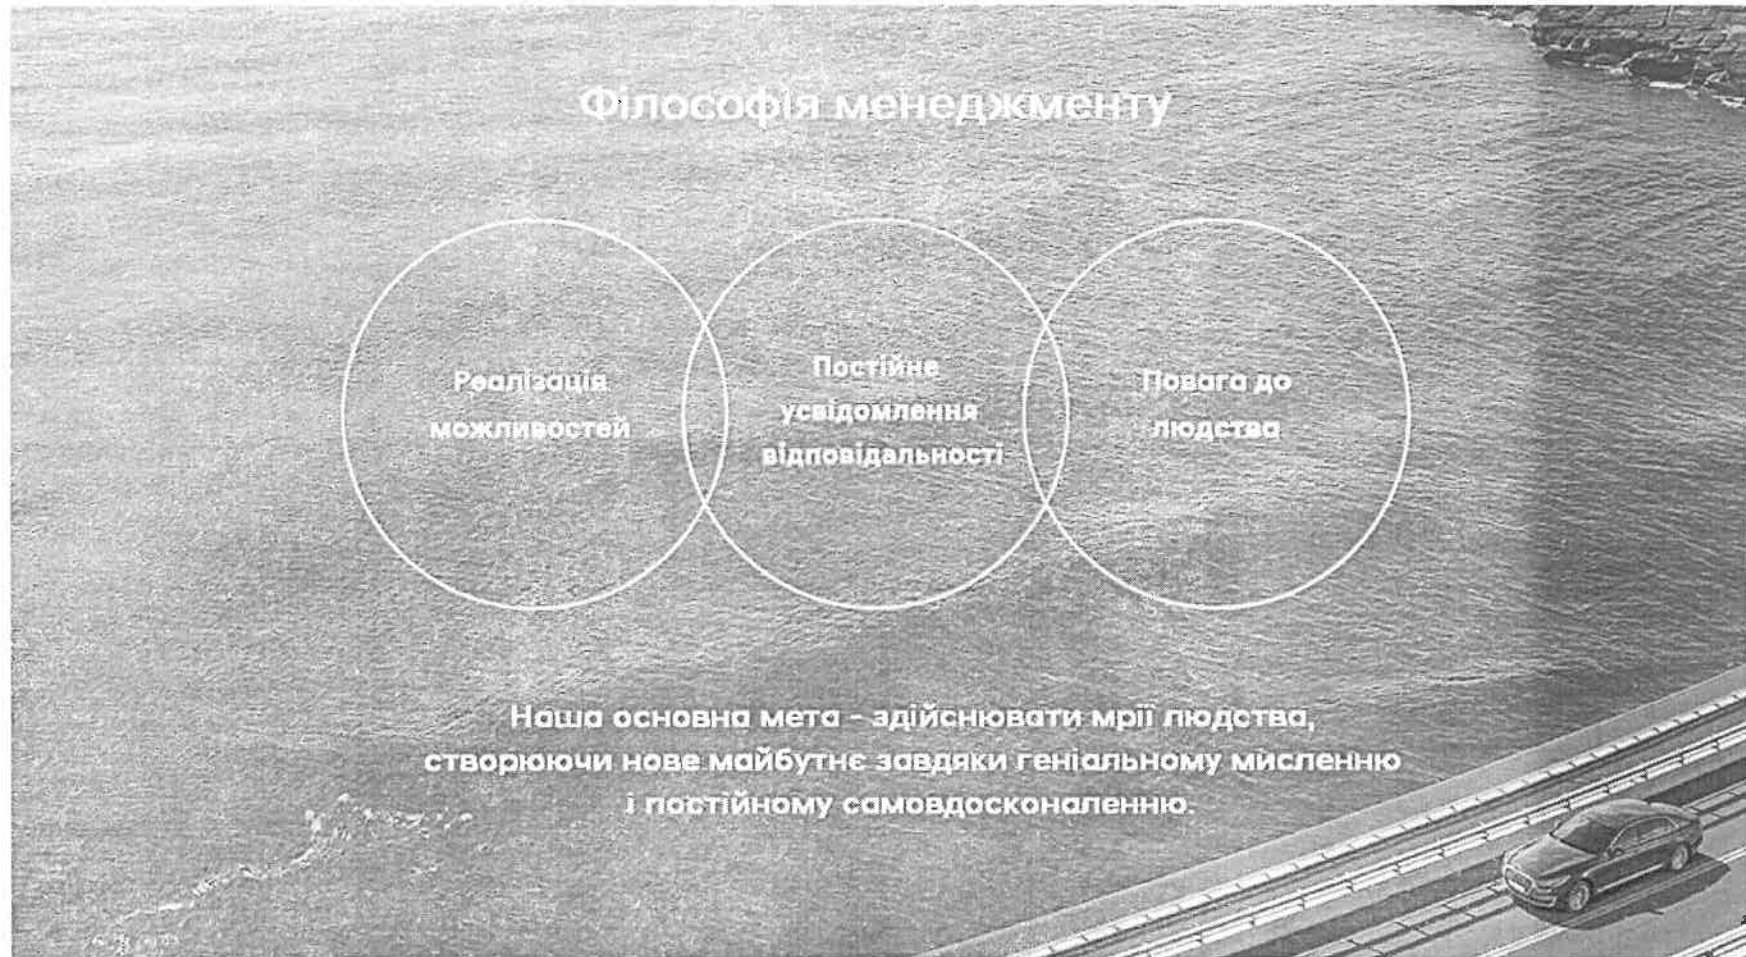 Філософія менеджменту
Реалізація
можливостей
Постійне
усвідомлення
відповідальності
Повага до
людства
Наша основна мета - здійснювати мрії людства,
створюючи нове майбутнє завдяки геніальному мисленню
і постійному самовдосконаленню.